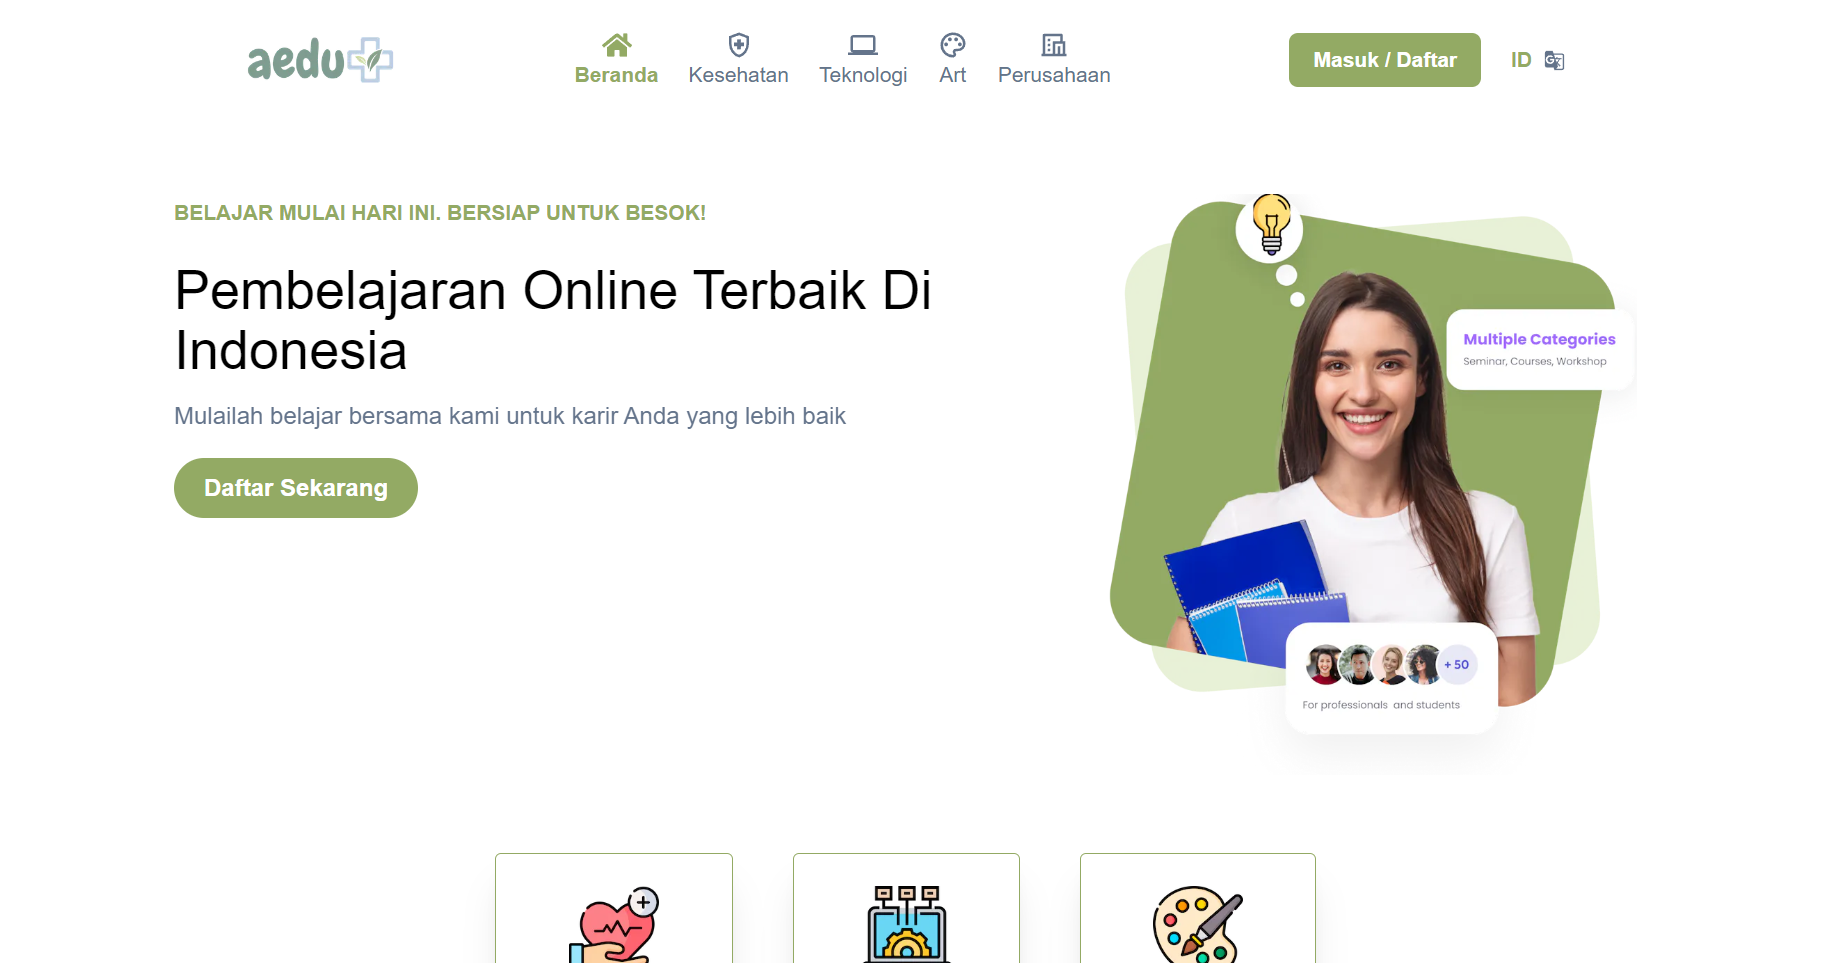 aedu
Beranda
Kesehatan
Teknologi
Art
Perusahaan
Masuk / Daftar
ID
BELAJAR MULAI HARI INI. BERSIAP UNTUK BESOK!
Pembelajaran Online Terbaik Di
Indonesia
Mulailah belajar bersama kami untuk karir Anda yang lebih baik
Daftar Sekarang
Multiple Categories
Seminar, Courses, Workshop
+ 50
For professionals and students